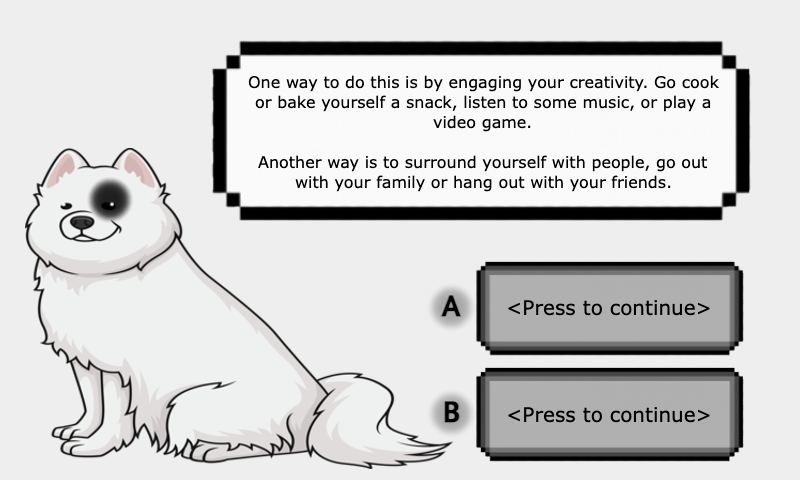 One way to do this is by engaging your creativity. Go cook
or bake yourself a snack, listen to some music, or play a
video game.
Another way is to surround yourself with people, go out
with your family or hang out with your friends.
A
<Press to continue>
B
<Press to continue>